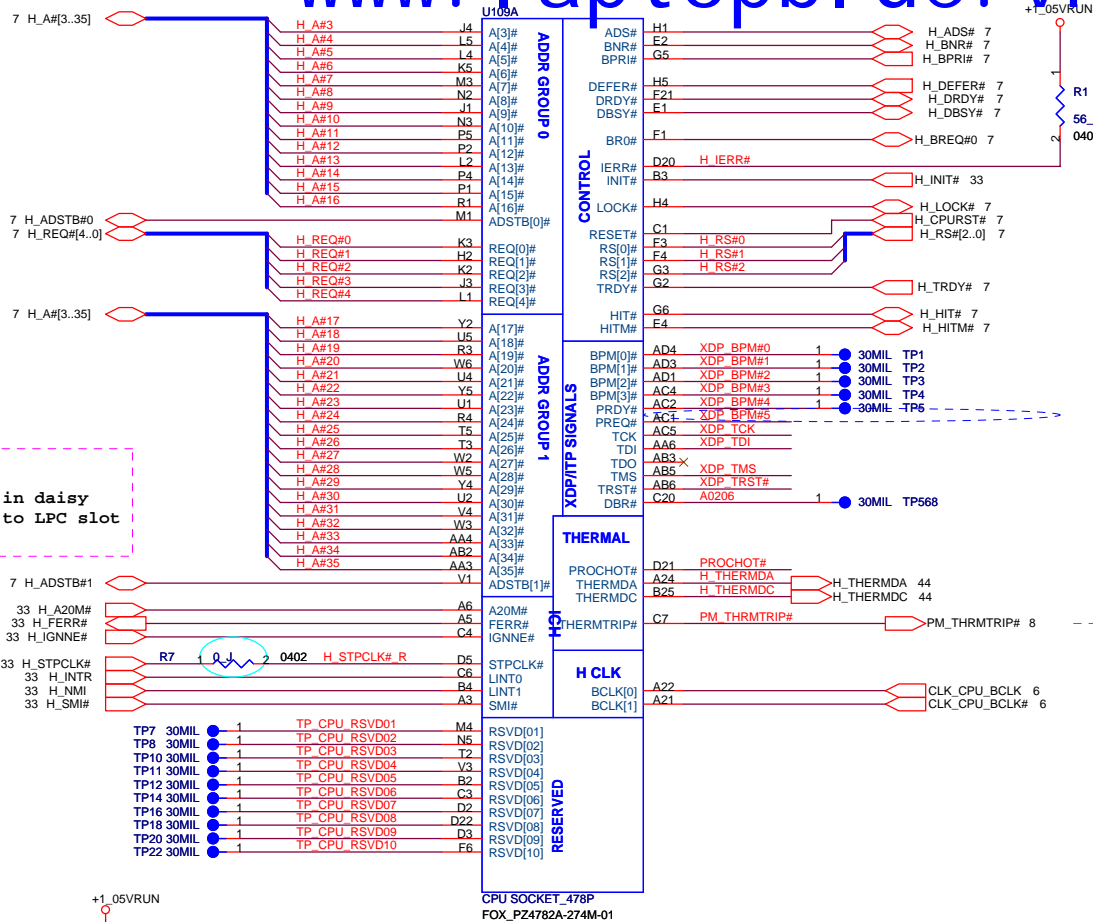 U109A
+1_05VRUN
7 H_A#[3..35]
H_A#3 J4 A[3]# ADS# H1 H_ADS# 7
H_A#4 L5 A[4]# BNR# E2 H_BNR# 7
H_A#5 L4 A[5]# BPRI# G5 H_BPRI# 7
H_A#6 K5 A[6]#
H_A#7 M3 A[7]# DEFER# H5 H_DEFER# 7
H_A#8 N2 A[8]# DRDY# F21 H_DRDY# 7
H_A#9 J1 A[9]# DBSY# E1 H_DBSY# 7
H_A#10 N3 A[10]#
H_A#11 P5 A[11]# BR0# F1 H_BREQ#0 7
H_A#12 P2 A[12]#
H_A#13 L2 A[13]# IERR# D20 H_IERR#
H_A#14 P4 A[14]# INIT# B3 H_INIT# 33
H_A#15 P1 A[15]#
H_A#16 R1 A[16]# LOCK# H4 H_LOCK# 7
7 H_ADSTB#0 M1 ADSTB[0]#
ADDR GROUP 0
CONTROL
1
R1
56_
2 040
RESET# C1 H_CPURST# 7
7 H_REQ#[4..0]
H_REQ#0 K3 REQ[0]# RS[0]# F3 H_RS#0 H_RS#[2..0] 7
H_REQ#1 H2 REQ[1]# RS[1]# F4 H_RS#1
H_REQ#2 K2 REQ[2]# RS[2]# G3 H_RS#2
H_REQ#3 J3 REQ[3]# TRDY# G2 H_TRDY# 7
H_REQ#4 L1 REQ[4]#
7 H_A#[3..35]
HIT# G6 H_HIT# 7
HITM# E4 H_HITM# 7
H_A#17 Y2 A[17]#
H_A#18 U5 A[18]#
H_A#19 R3 A[19]# BPM[0]# AD4 XDP_BPM#0 1 30MIL TP1
H_A#20 W6 A[20]# BPM[1]# AD3 XDP_BPM#1 1 30MIL TP2
H_A#21 U4 A[21]# BPM[2]# AD1 XDP_BPM#2 1 30MIL TP3
H_A#22 Y5 A[22]# BPM[3]# AC4 XDP_BPM#3 1 30MIL TP4
H_A#23 U1 A[23]# PRDY# AC2 XDP_BPM#4 1 30MIL TP5
H_A#24 R4 A[24]# PREQ# AC1 XDP_BPM#5
H_A#25 T5 A[25]# TCK AC5 XDP_TCK
H_A#26 T3 A[26]# TDI AA6 XDP_TDI
H_A#27 W2 A[27]# TDO AB3
H_A#28 W5 A[28]# TMS AB5 XDP_TMS
H_A#29 Y4 A[29]# TRST# AB6 XDP_TRST#
H_A#30 U2 A[30]# DBR# C20 A0206 1 30MIL TP568
H_A#31 V4 A[31]#
H_A#32 W3 A[32]#
H_A#33 AA4 A[33]#
H_A#34 AB2 A[34]#
H_A#35 AA3 A[35]#
7 H_ADSTB#1 V1 ADSTB[1]#
ADDR GROUP 1
XDP/ITP SIGNALS
in daisy
to LPC slot
THERMAL
PROCHOT# D21 PROCHOT#
THERMDA A24 H_THERMDA H_THERMDA 44
THERMDC B25 H_THERMDC H_THERMDC 44
33 H_A20M# A6 A20M#
33 H_FERR# A5 FERR# THERMTRIP# C7 PM_THRMTRIP# PM_THRMTRIP# 8
33 H_IGNNE# C4 IGNNE#
ICH
33 H_STPCLK# R7 1 0_J 2 0402 H_STPCLK#_R D5 STPCLK#
H CLK
33 H_INTR C6 LINT0
33 H_NMI B4 LINT1 BCLK[0] A22 CLK_CPU_BCLK 6
33 H_SMI# A3 SMI# BCLK[1] A21 CLK_CPU_BCLK# 6
TP7 30MIL 1 TP_CPU_RSVD01 M4 RSVD[01]
TP8 30MIL 1 TP_CPU_RSVD02 N5 RSVD[02]
TP10 30MIL 1 TP_CPU_RSVD03 T2 RSVD[03]
TP11 30MIL 1 TP_CPU_RSVD04 V3 RSVD[04]
TP12 30MIL 1 TP_CPU_RSVD05 B2 RSVD[05]
TP14 30MIL 1 TP_CPU_RSVD06 C3 RSVD[06]
TP16 30MIL 1 TP_CPU_RSVD07 D2 RSVD[07]
TP18 30MIL 1 TP_CPU_RSVD08 D22 RSVD[08]
TP20 30MIL 1 TP_CPU_RSVD09 D3 RSVD[09]
TP22 30MIL 1 TP_CPU_RSVD10 F6 RSVD[10]
RESERVED
CPU SOCKET_478P
FOX_PZ4782A-274M-01
+1_05VRUN